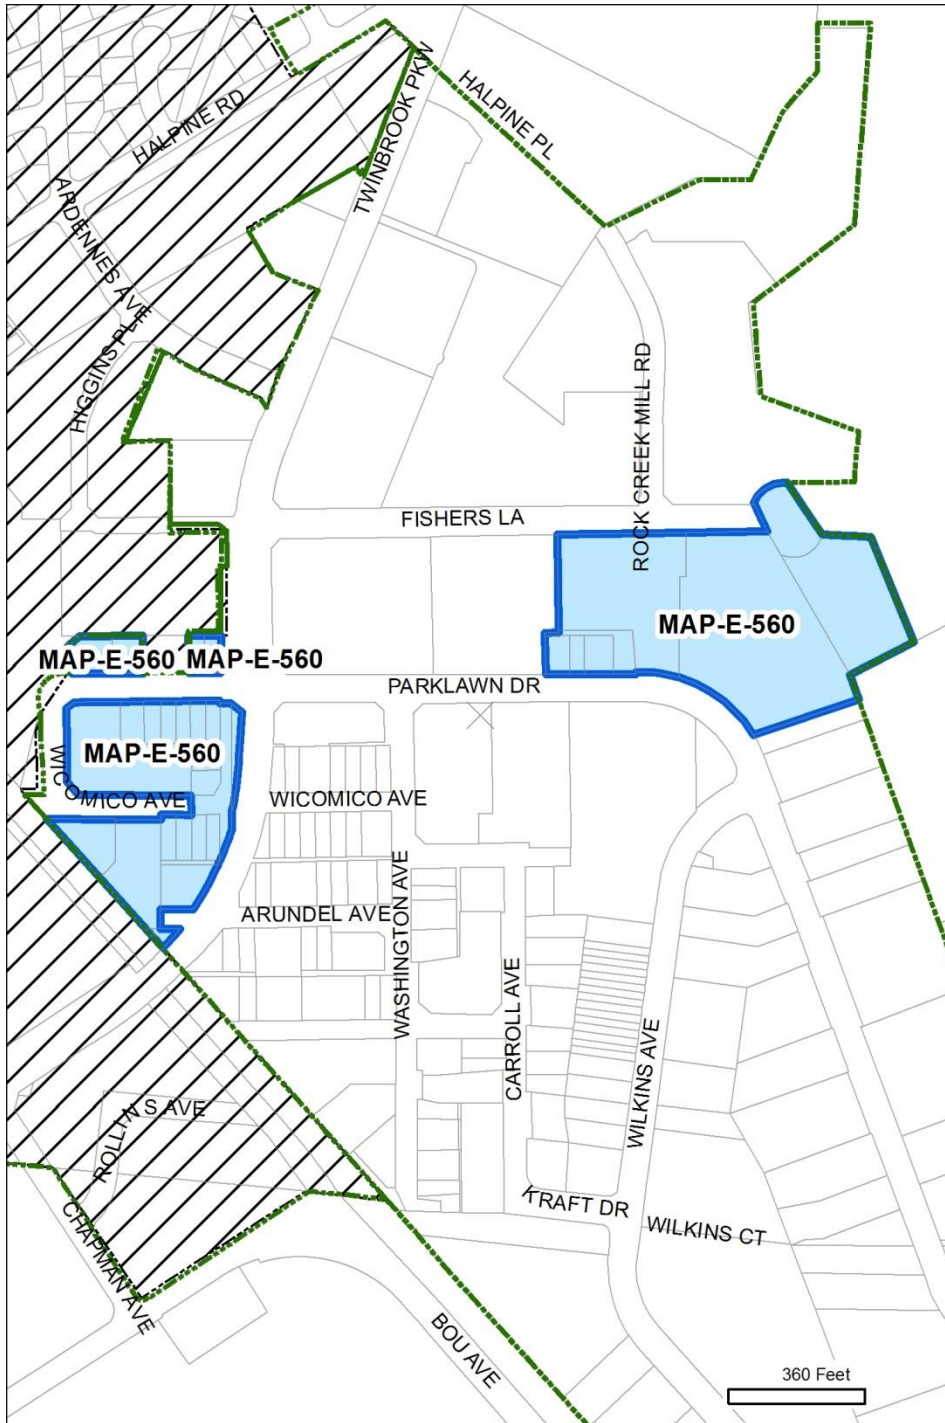 TWINBROOK PKW
HALPINE PL
HALPINE RD
ARDENNES AVE
HIGGINS PL
ROCK CREEK MILL RD
FISHERS LA
MAP-E-560
MAP-E-560
MAP-E-560
PARKLAWN DR
MAP-E-560
WICOMICO AVE
WICOMICO AVE
ARUNDEL AVE
WASHINGTON AVE
CARROLL AVE
WILKINS AVE
ROLLINS AVE
KRAFT DR
WILKINS CT
CHAPMAN AVE
BOU AVE
360 Feet